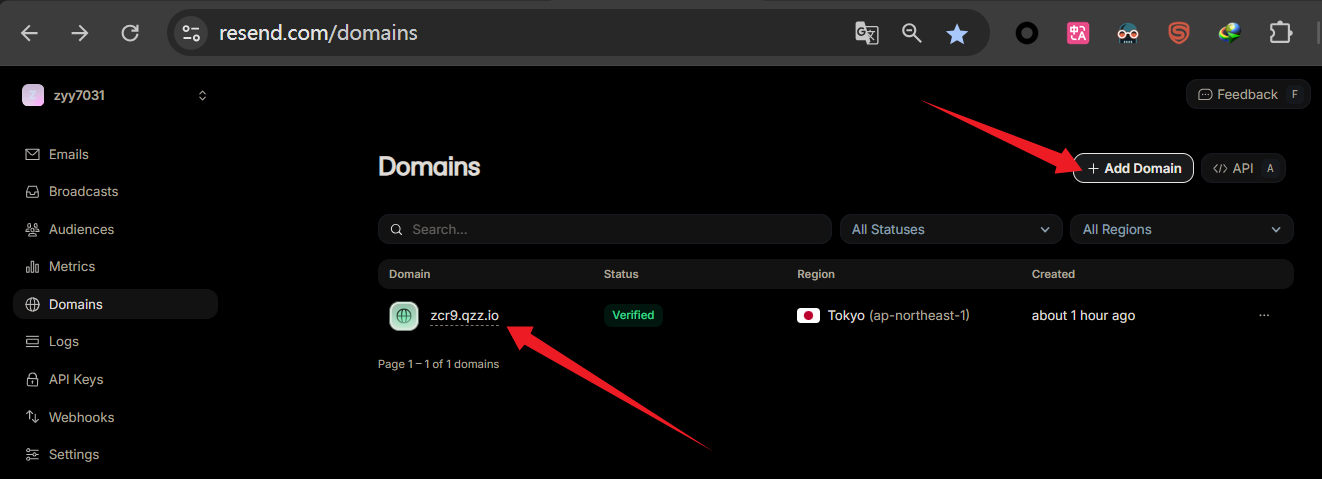 resend.com/domains
Z zyy7031
Feedback F
Emails
Domains
+ Add Domain
</> API A
Broadcasts
Search...
All Statuses
All Regions
Audiences
Metrics
Domain Status Region Created
Domains
zcr9.qzz.io Verified Tokyo (ap-northeast-1) about 1 hour ago ...
Logs
Page 1 – 1 of 1 domains
API Keys
Webhooks
Settings